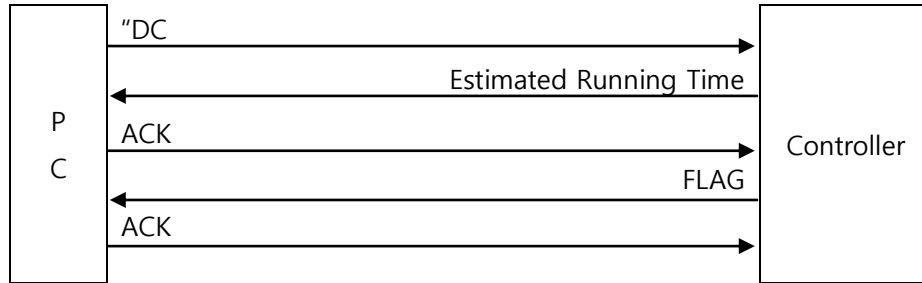 "DC
Estimated Running Time
P
C
ACK
Controller
FLAG
ACK